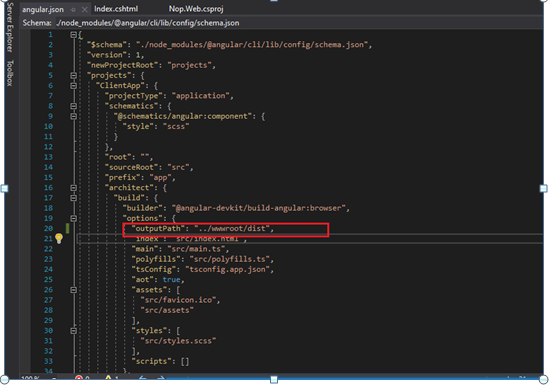 angular.json
Index.cshtml
Nop.Web.csproj
Server Explorer
Toolbox
Schema: ./node_modules/@angular/cli/lib/config/schema.json
1 {
2 "$schema": "./node_modules/@angular/cli/lib/config/schema.json",
3 "version": 1,
4 "newProjectRoot": "projects",
5 "projects": {
6 "ClientApp": {
7 "projectType": "application",
8 "schematics": {
9 "@schematics/angular:component": {
10 "style": "scss"
11 }
12 },
13 "root": "",
14 "sourceRoot": "src",
15 "prefix": "app",
16 "architect": {
17 "build": {
18 "builder": "@angular-devkit/build-angular:browser",
19 "options": {
20 "outputPath": "../wwwroot/dist",
21 "index": "src/index.html",
22 "main": "src/main.ts",
23 "polyfills": "src/polyfills.ts",
24 "tsConfig": "tsconfig.app.json",
25 "aot": true,
26 "assets": [
27 "src/favicon.ico",
28 "src/assets"
29 ],
30 "styles": [
31 "src/styles.scss"
32 ],
33 "scripts": []
34 },